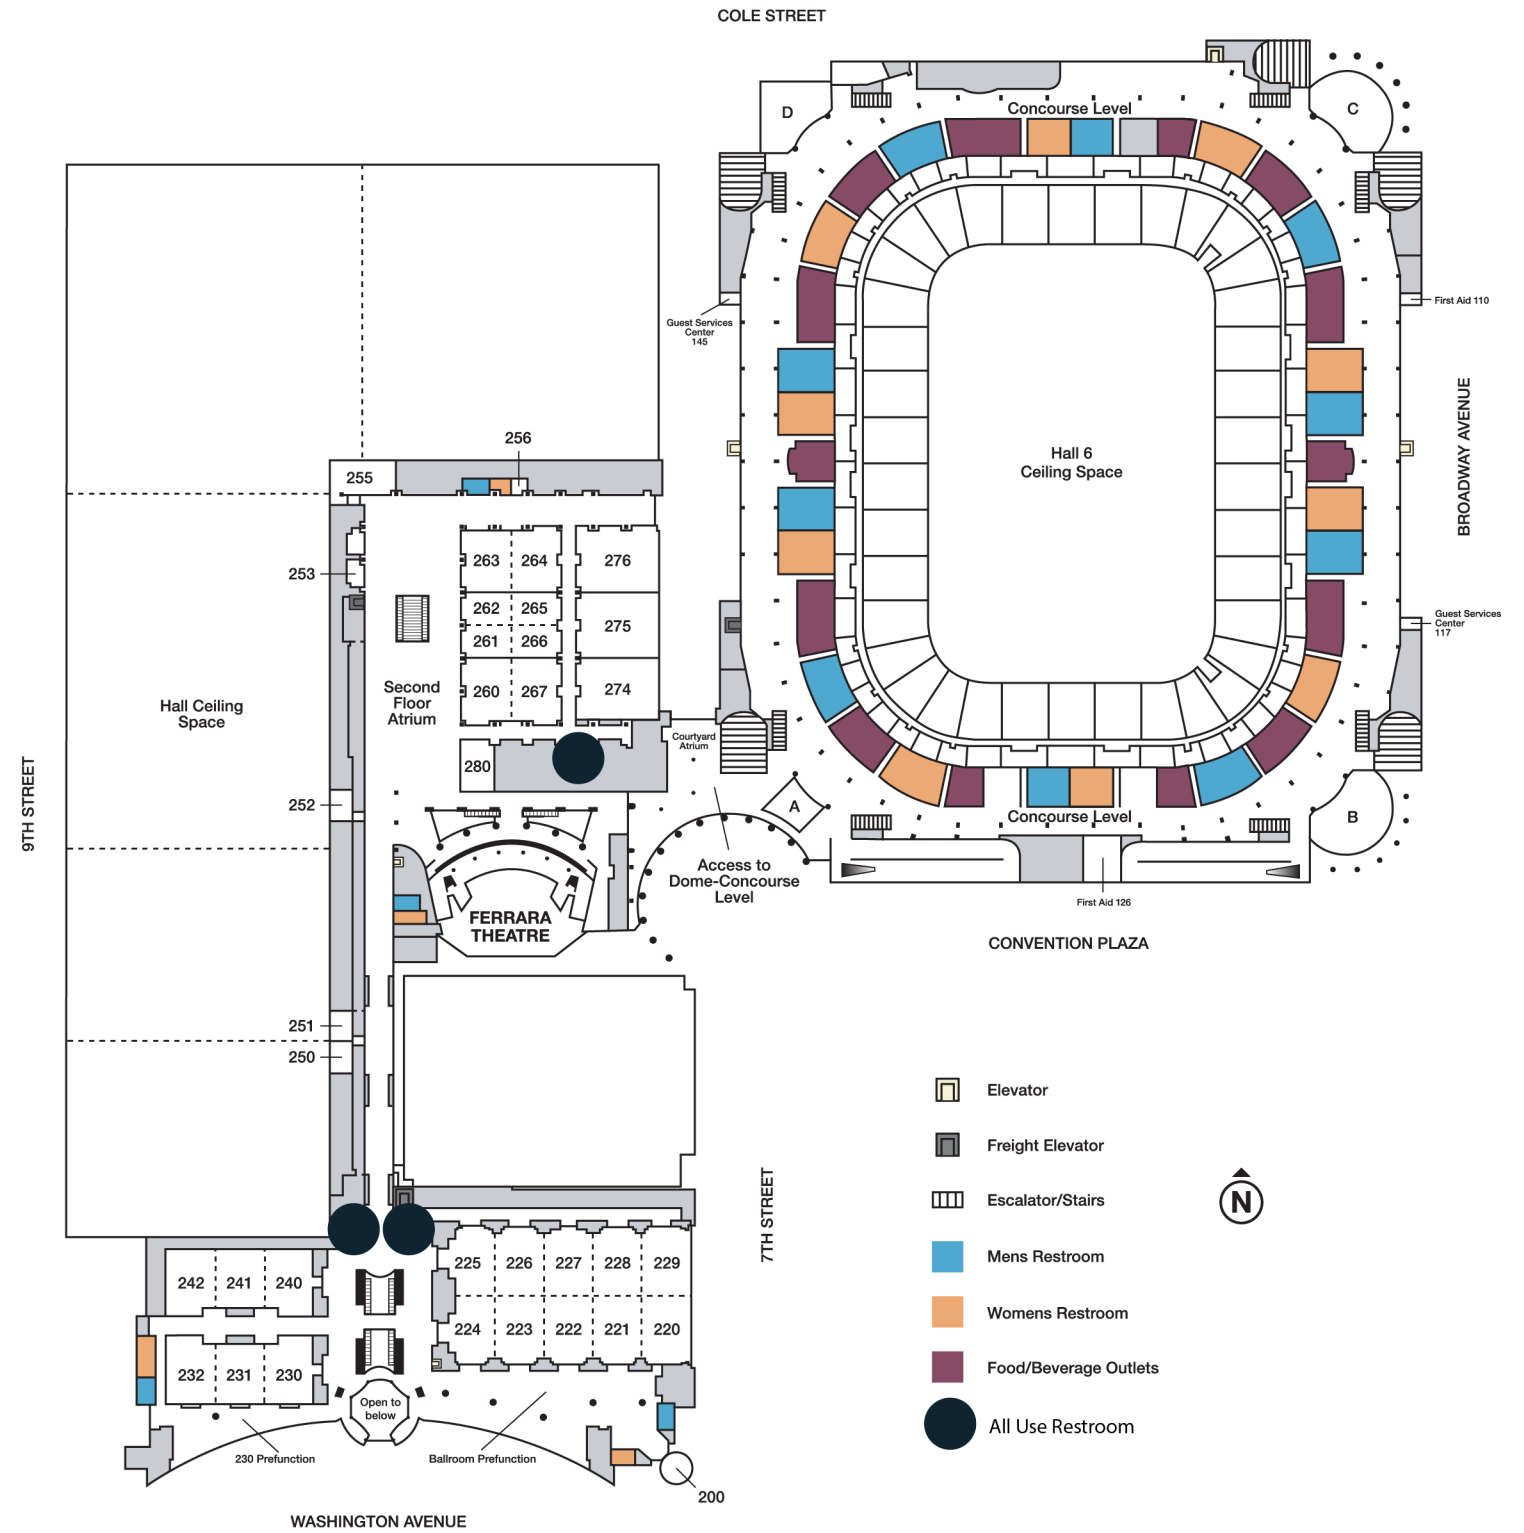 COLE STREET
D
Concourse Level
C
Guest Services
Center
145
First Aid 110
BROADWAY AVENUE
256
255
Hall 6
Ceiling Space
253
263
264
276
262
265
261
266
275
260
267
274
Second
Floor
Atrium
Hall Ceiling
Space
Guest Services
Center
117
Courtyard
Atrium
280
9TH STREET
252
A
B
Concourse Level
Access to
Dome-Concourse
Level
First Aid 126
FERRARA
THEATRE
CONVENTION PLAZA
251
250
Elevator
Freight Elevator
Escalator/Stairs
N
Mens Restroom
Womens Restroom
Food/Beverage Outlets
All Use Restroom
7TH STREET
225
226
227
228
229
242
241
240
224
223
222
221
220
232
231
230
Open to
below
230 Prefunction
Ballroom Prefunction
200
WASHINGTON AVENUE